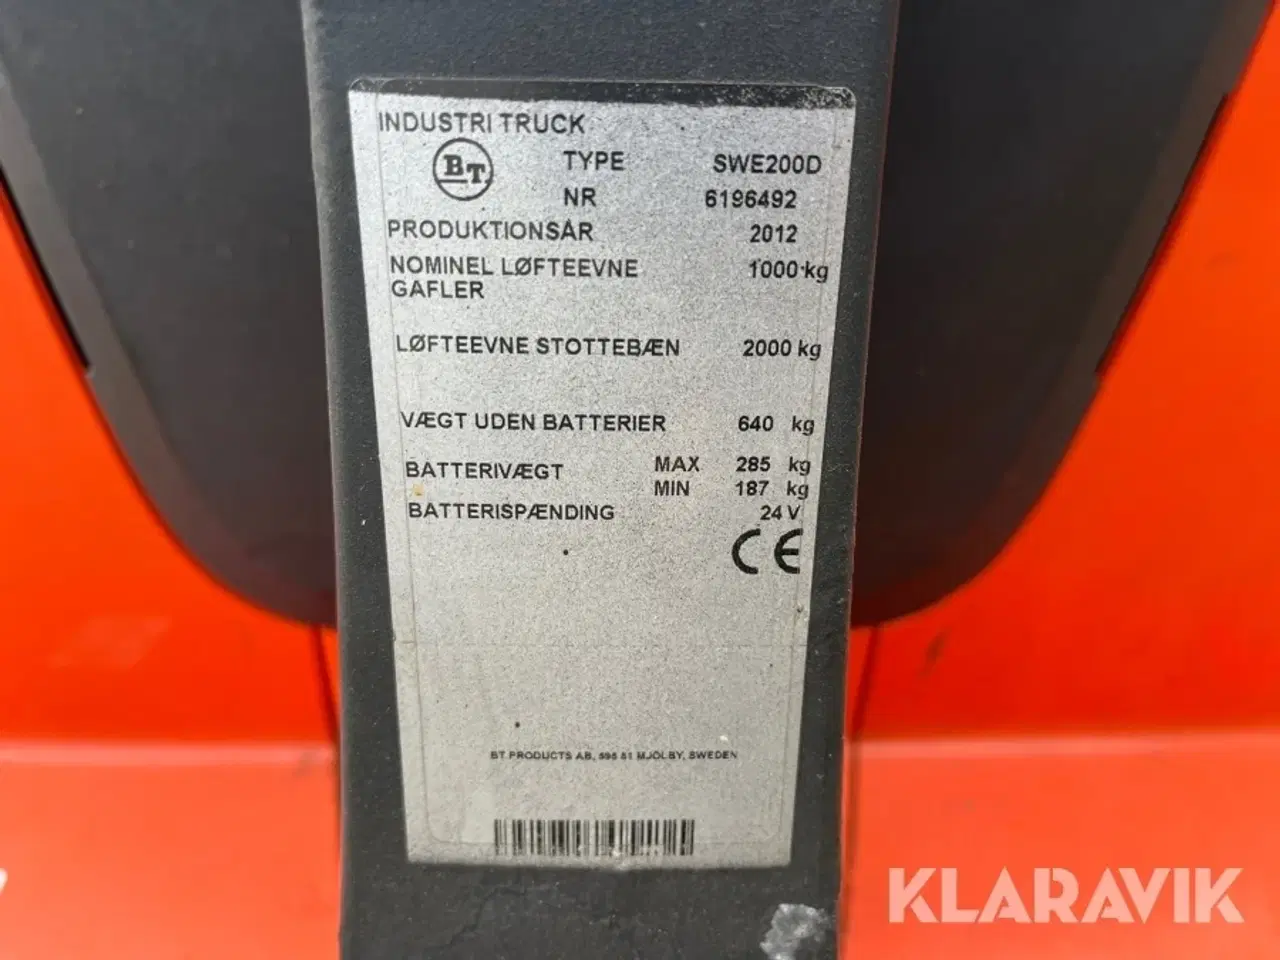 INDUSTRI TRUCK
BT
TYPE SWE200D
NR 6196492
PRODUKTIONSÅR 2012
NOMINEL LØFTEEVNE 1000 kg
GAFLER
LØFTEEVNE STOTTEBÆN 2000 kg
VÆGT UDEN BATTERIER 640 kg
BATTERIVÆGT MAX 285 kg
MIN 187 kg
BATTERISPÆNDING 24 V
CE
BT PRODUCTS AB, 595 81 MJÖLBY, SWEDEN
KLARAVIK